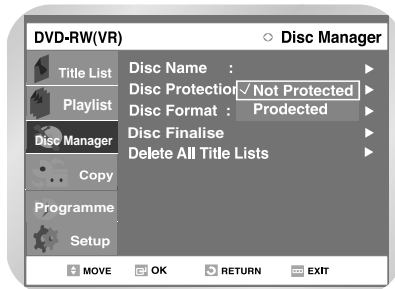 DVD-RW(VR) Disc Manager
Title List
Playlist
Disc Manager
Copy
Programme
Setup
Disc Name :
Disc Protection ✓ Not Protected
Prodected
Disc Format :
Disc Finalise
Delete All Title Lists
MOVE OK RETURN EXIT